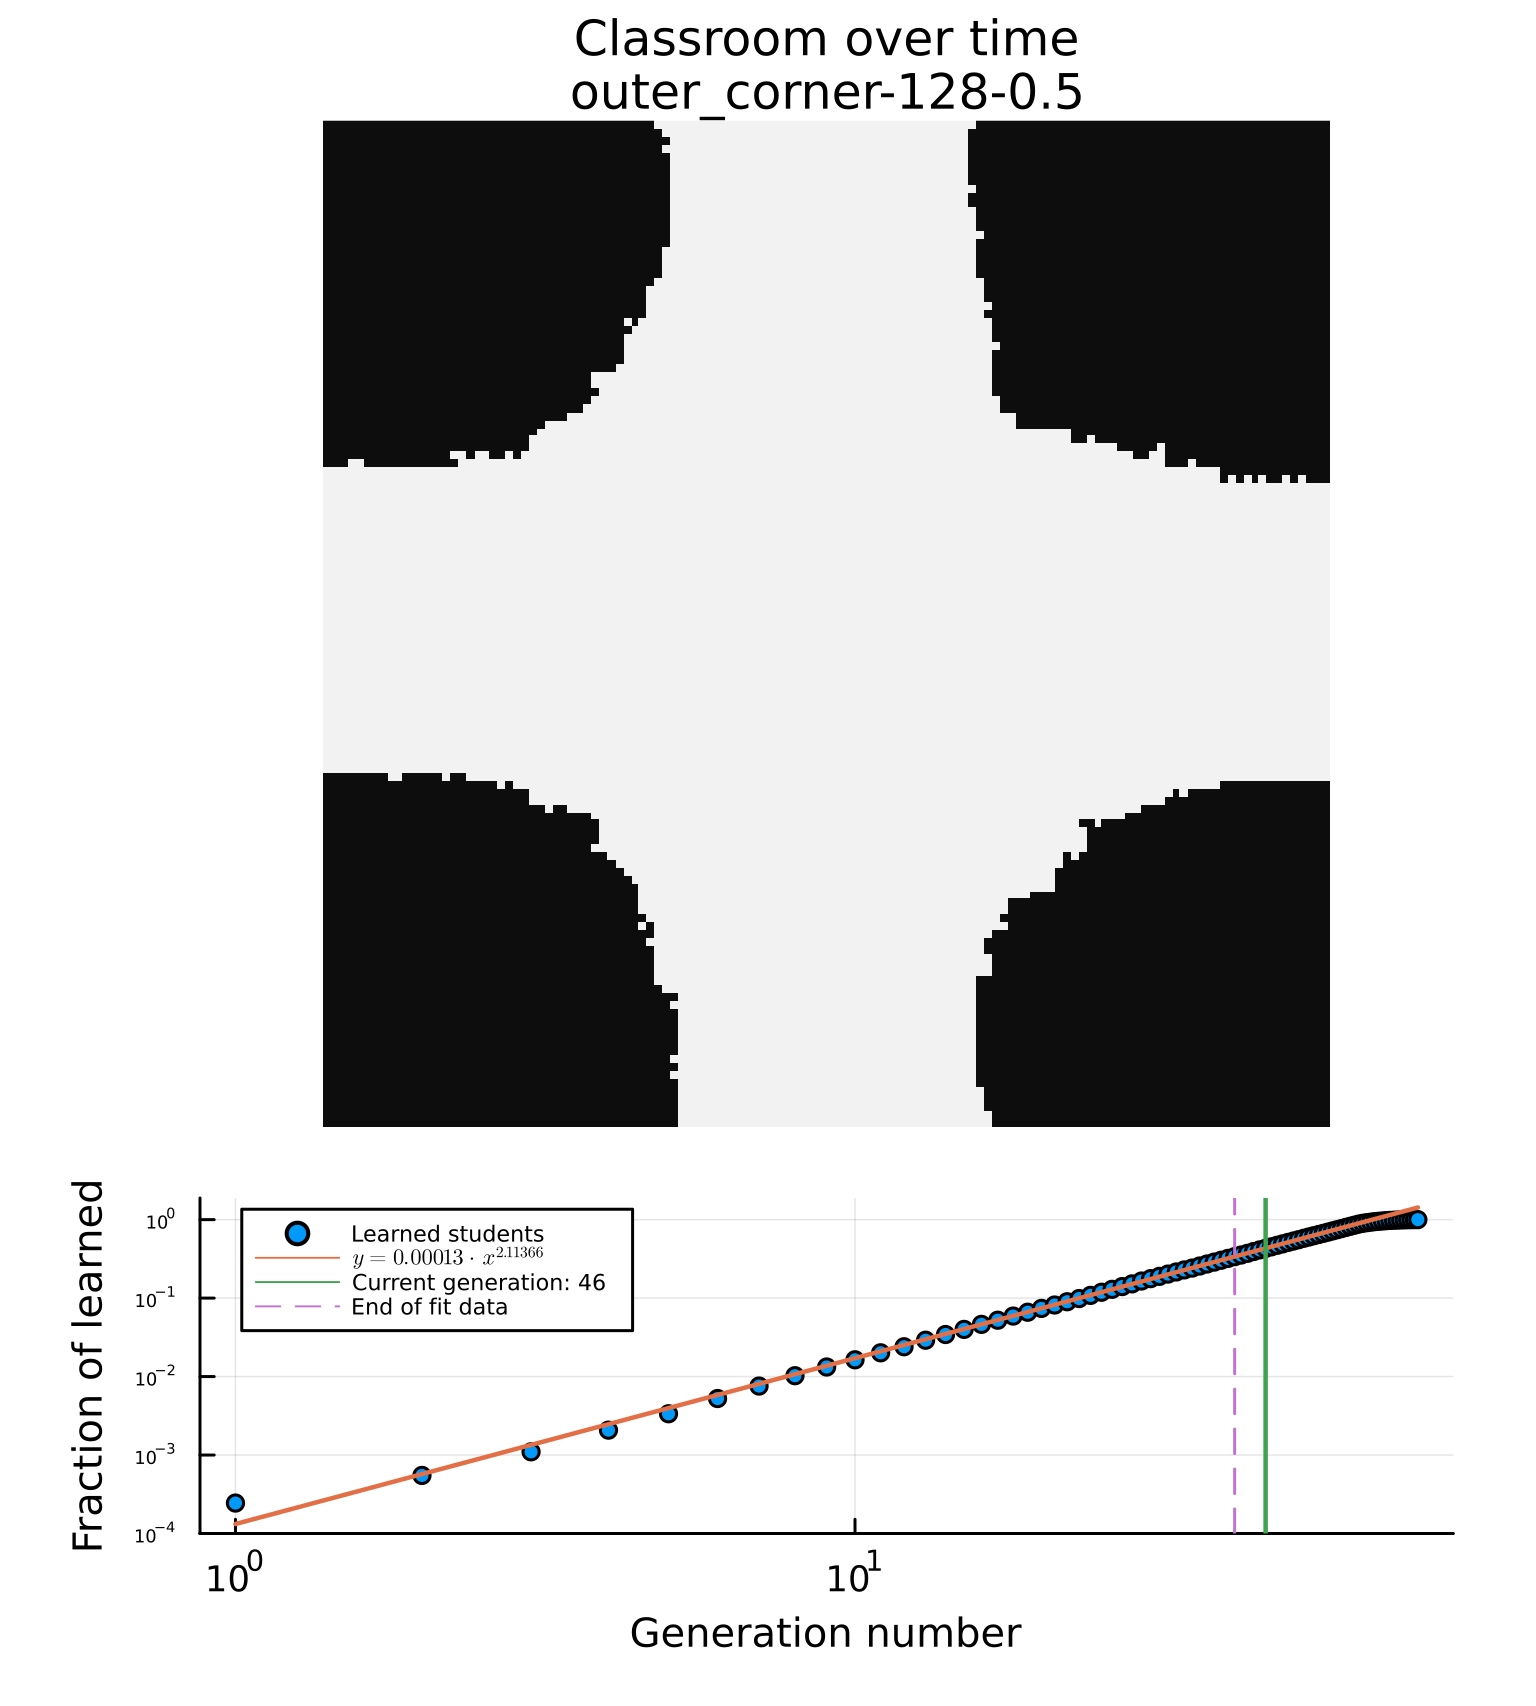 Classroom over time
outer_corner-128-0.5
Fraction of learned
10^0
10^-1
10^-2
10^-3
10^-4
Learned students
y = 0.00013 · x^2.11366
Current generation: 46
End of fit data
10^0
10^1
Generation number